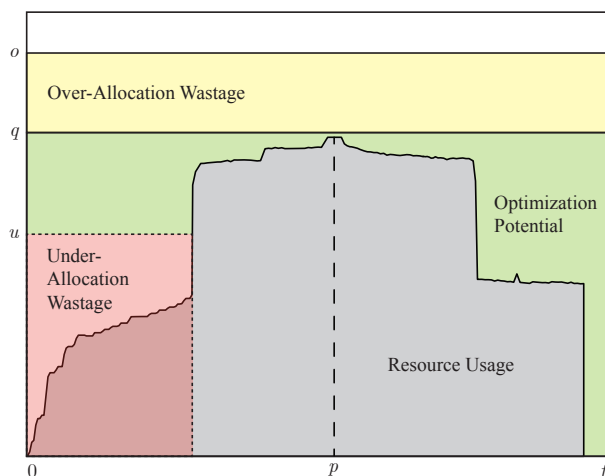 o
Over-Allocation Wastage
q
Optimization
Potential
u
Under-
Allocation
Wastage
Resource Usage
0
p
t